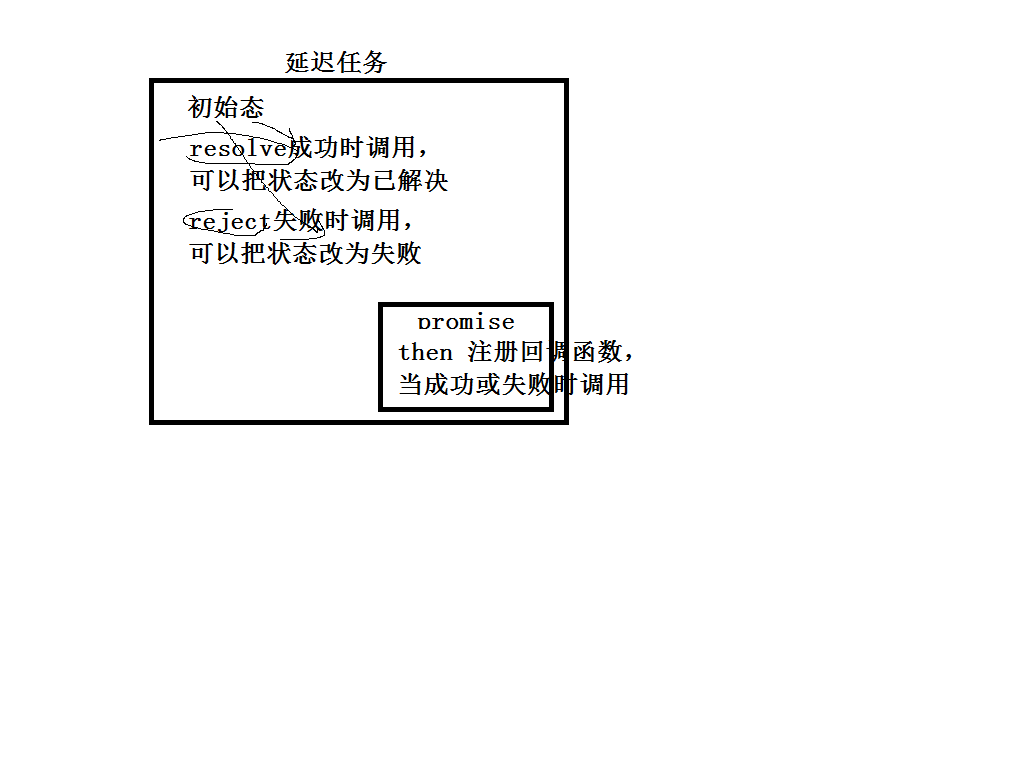 延迟任务
初始态
resolve成功时调用，
可以把状态改为已解决
reject失败时调用，
可以把状态改为失败
promise
then 注册回调函数，
当成功或失败时调用